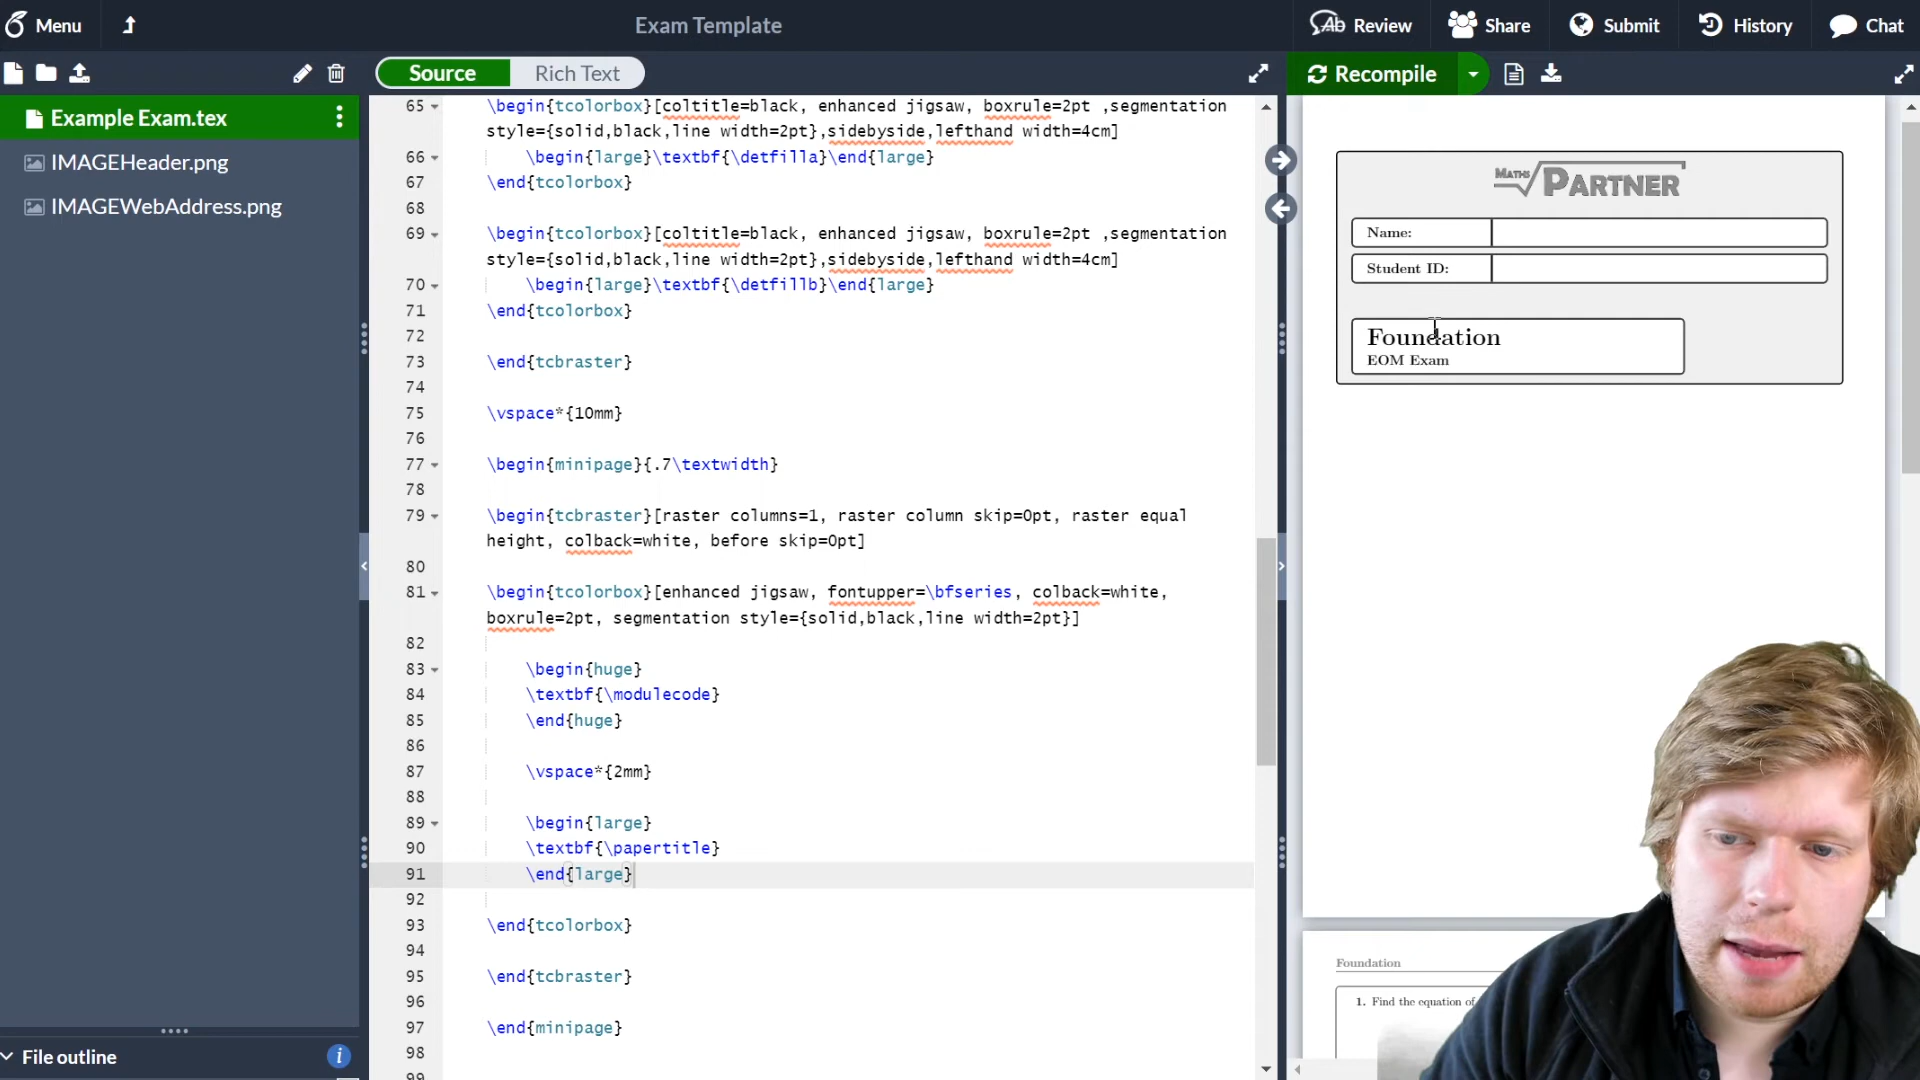 Menu
Exam Template
Review
Share
Submit
History
Chat
Source
Rich Text
Recompile
Example Exam.tex
IMAGEHeader.png
IMAGEWebAddress.png
File outline
65 \begin{tcolorbox}[coltitle=black, enhanced jigsaw, boxrule=2pt ,segmentation
style={solid,black,line width=2pt},sidebyside,lefthand width=4cm]
66 \begin{large}\textbf{\detfilla}\end{large}
67 \end{tcolorbox}
68
69 \begin{tcolorbox}[coltitle=black, enhanced jigsaw, boxrule=2pt ,segmentation
style={solid,black,line width=2pt},sidebyside,lefthand width=4cm]
70 \begin{large}\textbf{\detfillb}\end{large}
71 \end{tcolorbox}
72
73 \end{tcbraster}
74
75 \vspace*{10mm}
76
77 \begin{minipage}{.7\textwidth}
78
79 \begin{tcbraster}[raster columns=1, raster column skip=0pt, raster equal
height, colback=white, before skip=0pt]
80
81 \begin{tcolorbox}[enhanced jigsaw, fontupper=\bfseries, colback=white,
boxrule=2pt, segmentation style={solid,black,line width=2pt}]
82
83 \begin{huge}
84 \textbf{\modulecode}
85 \end{huge}
86
87 \vspace*{2mm}
88
89 \begin{large}
90 \textbf{\papertitle}
91 \end{large}
92
93 \end{tcolorbox}
94
95 \end{tcbraster}
96
97 \end{minipage}
98
99
MATHS PARTNER
Name:
Student ID:
Foundation
EOM Exam
Foundation
1. Find the equation of